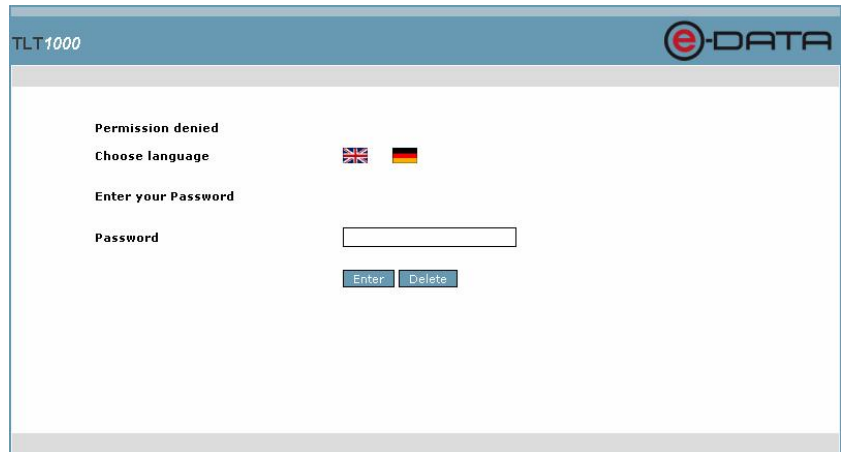 TLT1000
e-DATA
Permission denied
Choose language
Enter your Password
Password
Enter Delete